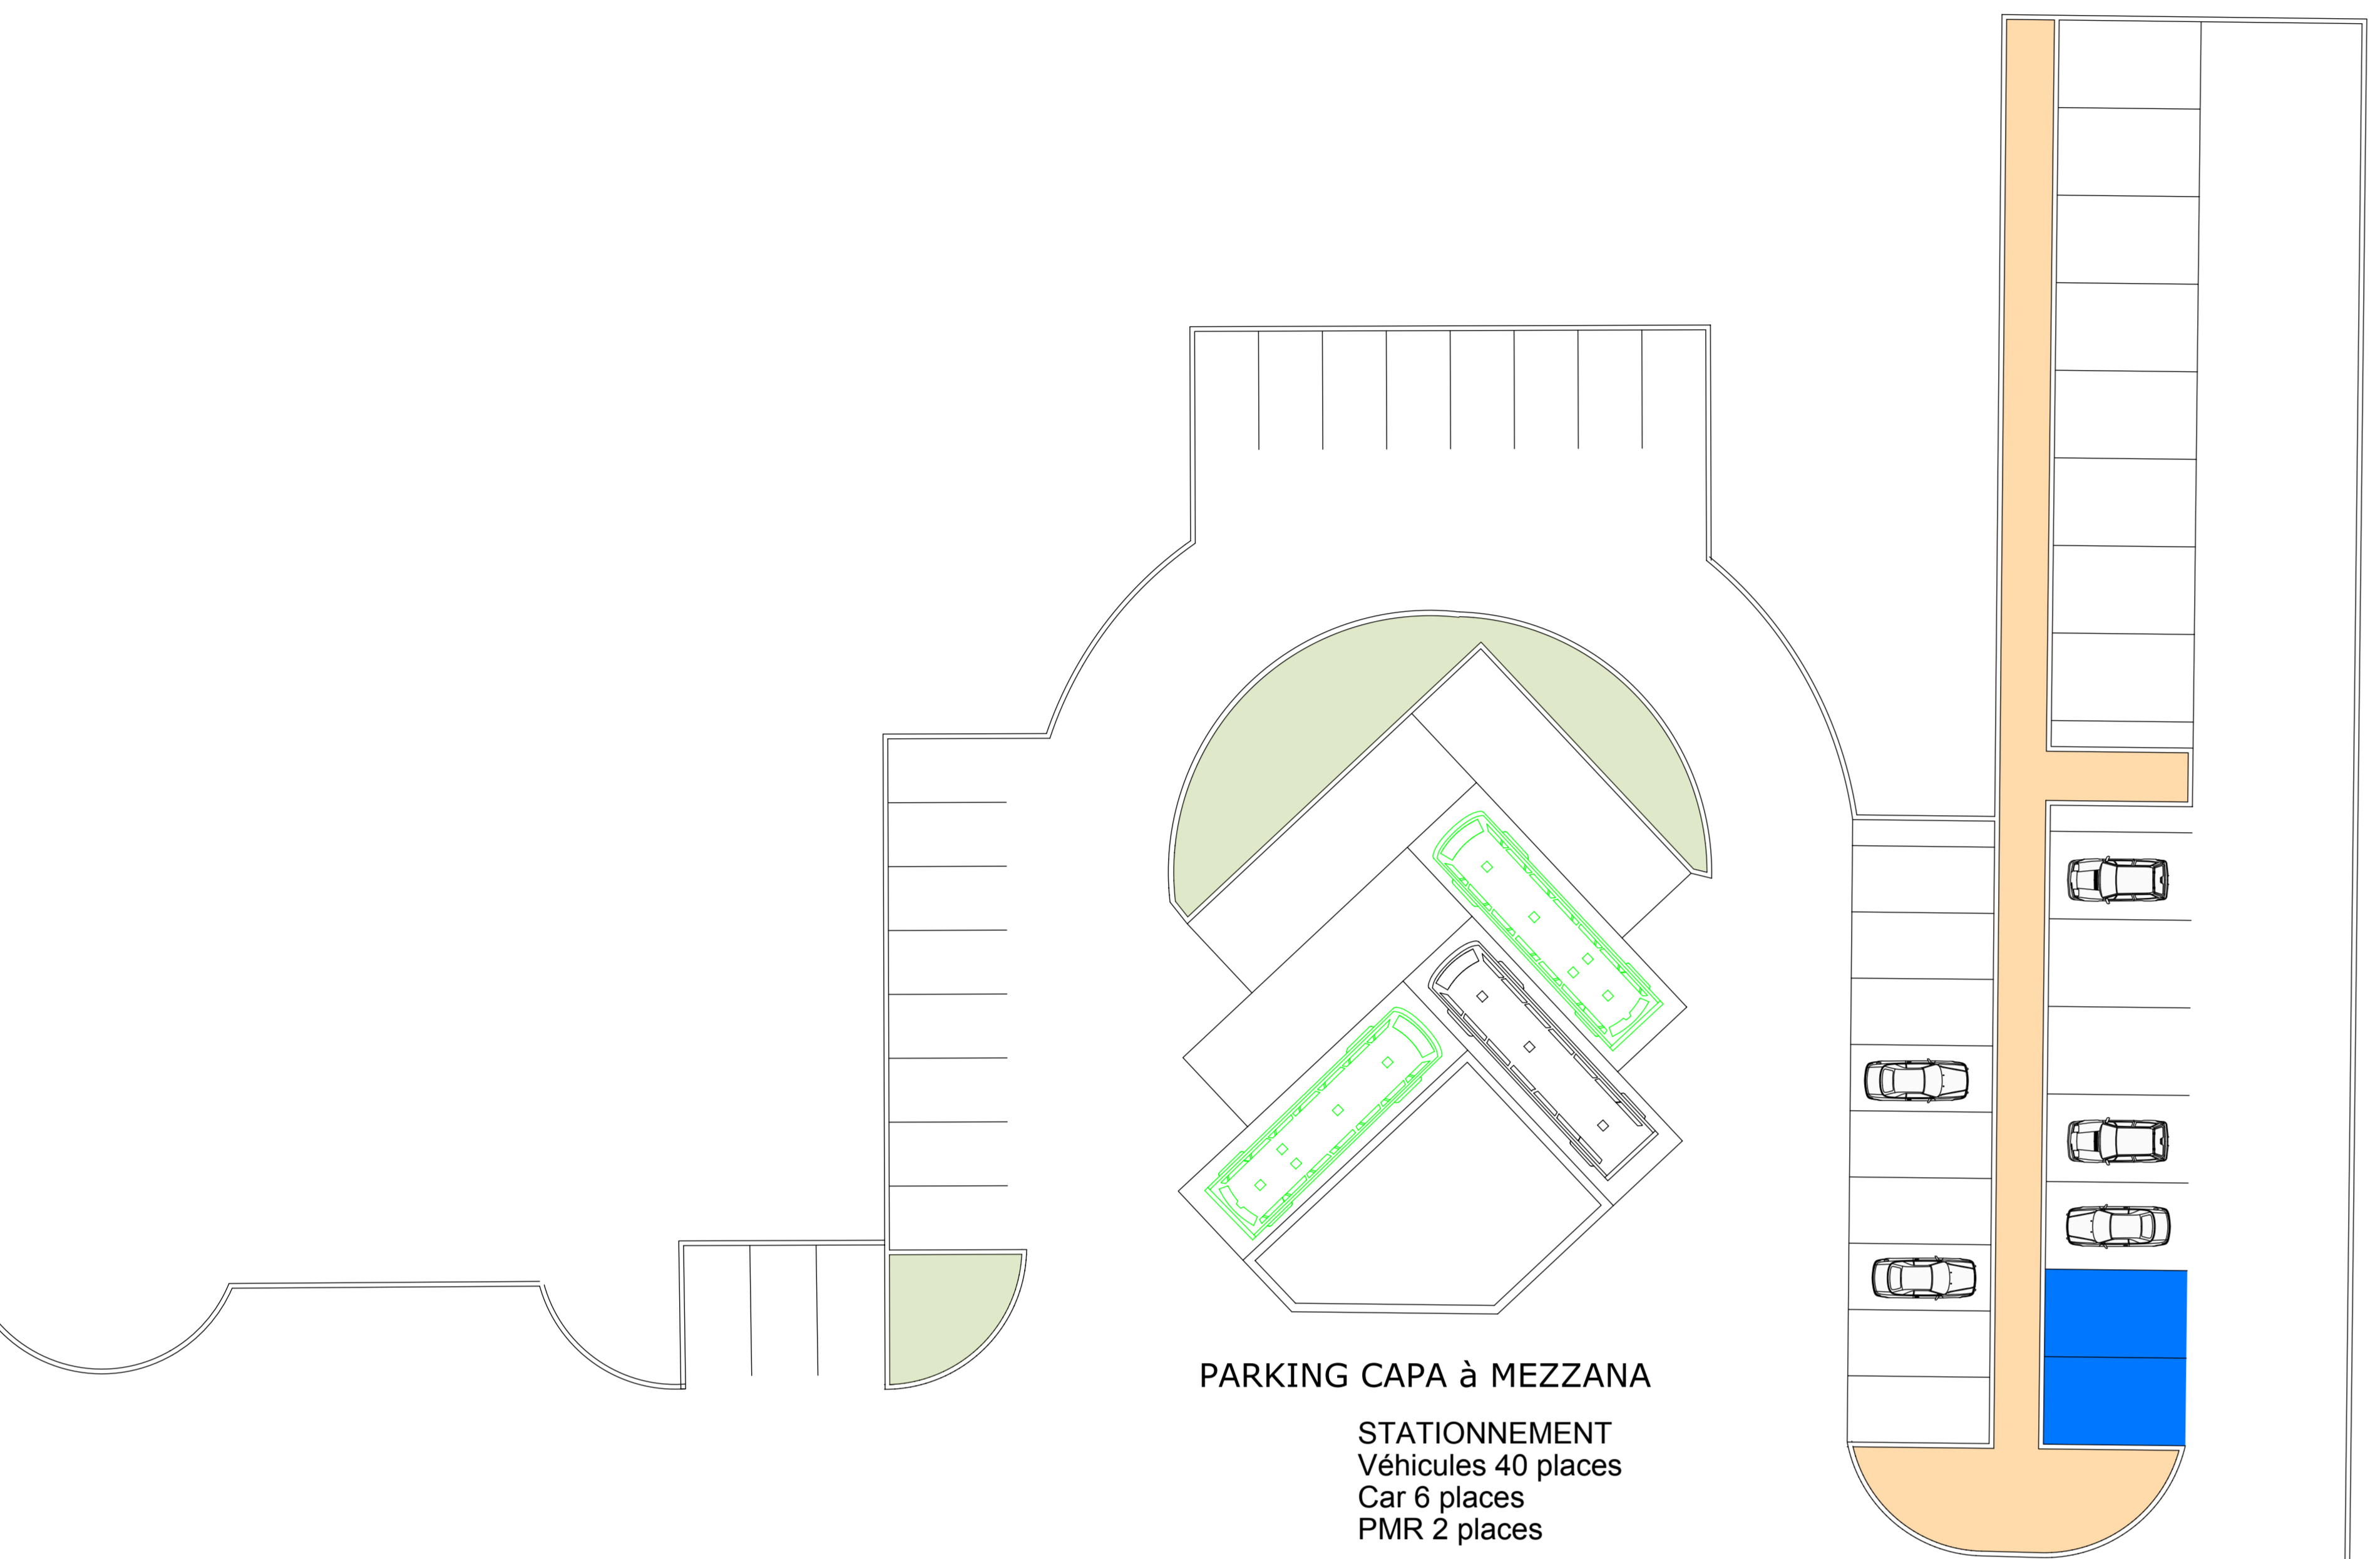 PARKING CAPA à MEZZANA
STATIONNEMENT
Véhicules 40 places
Car 6 places
PMR 2 places